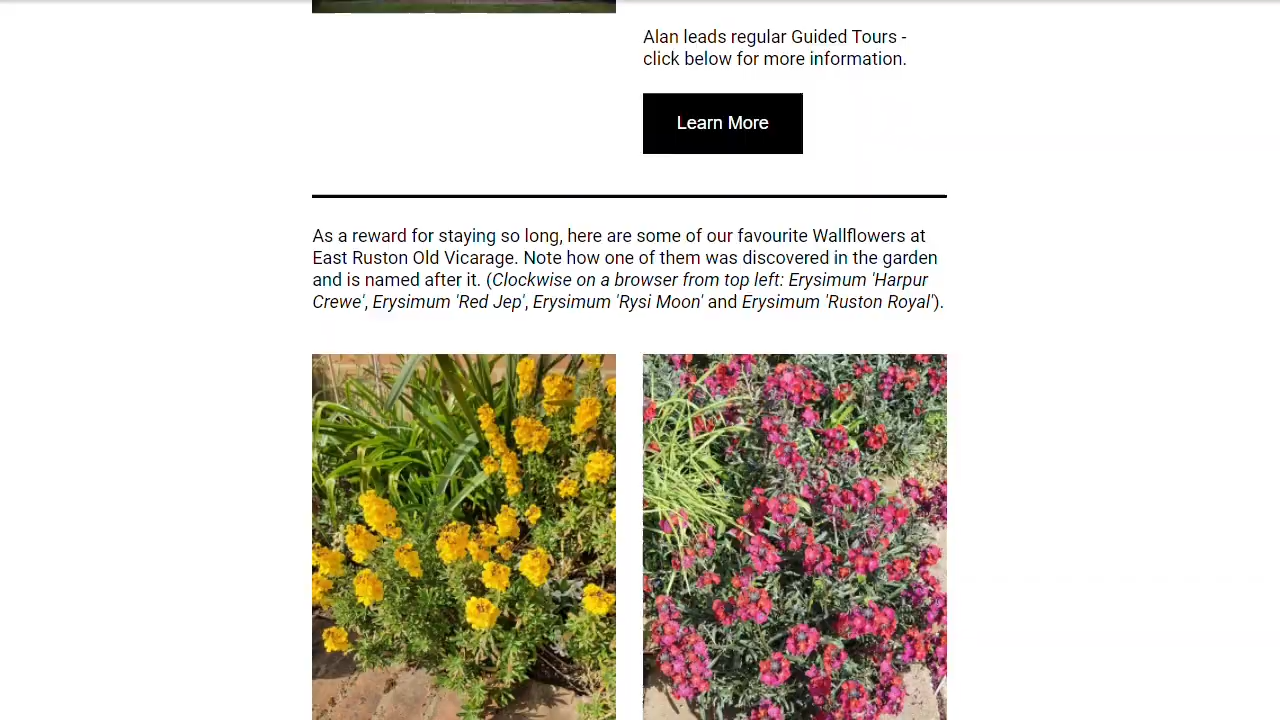 Alan leads regular Guided Tours -
click below for more information.
Learn More
As a reward for staying so long, here are some of our favourite Wallflowers at
East Ruston Old Vicarage. Note how one of them was discovered in the garden
and is named after it. (Clockwise on a browser from top left: Erysimum 'Harpur
Crewe', Erysimum 'Red Jep', Erysimum 'Rysi Moon' and Erysimum 'Ruston Royal').